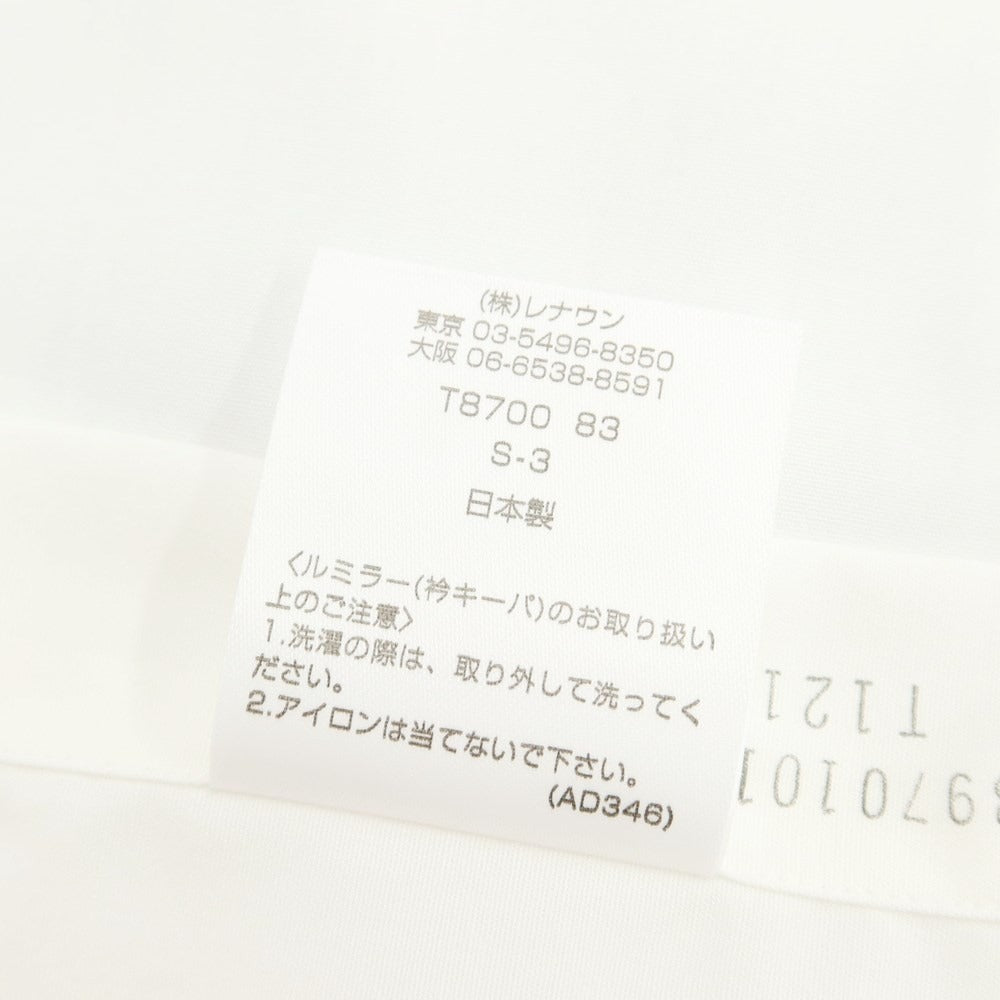 (株)レナウン
東京 03-5496-8350
大阪 06-6538-8591
T8700 83
S-3
日本製
〈ルミラー(衿キーパ)のお取り扱い
上のご注意〉
1.洗濯の際は、取り外して洗ってく
ださい。
2.アイロンは当てないで下さい。
(AD346)
T121
970101